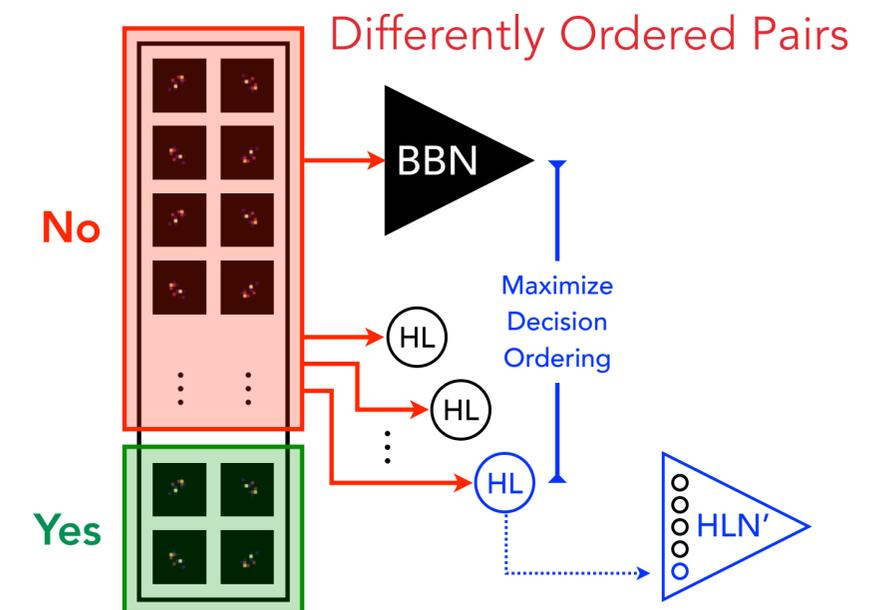 Differently Ordered Pairs
BBN
No
Maximize
Decision
Ordering
HL
HL
HL
HLN’
Yes